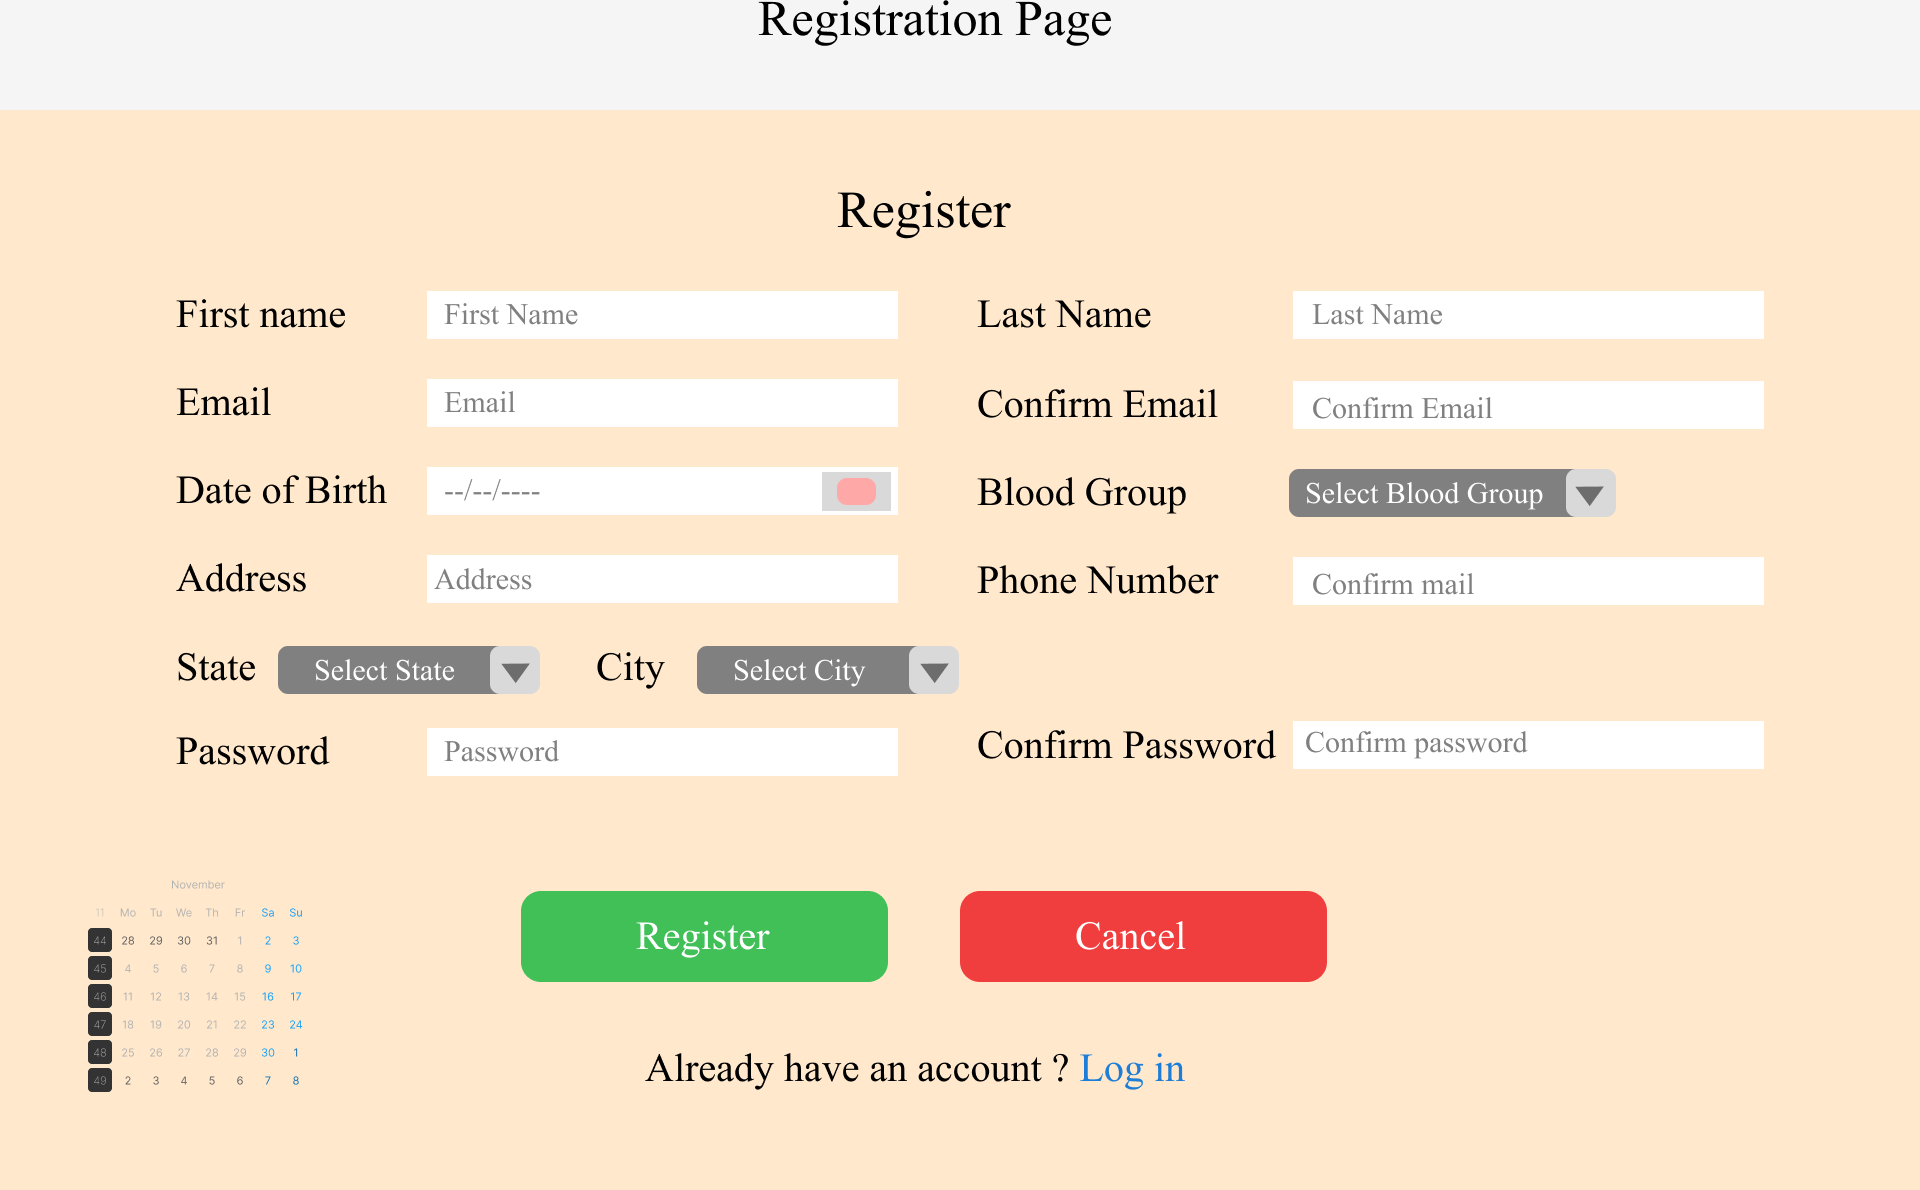 Registration Page
Register
First name First Name Last Name Last Name
Email Email Confirm Email Confirm Email
Date of Birth --/--/---- Blood Group Select Blood Group
Address Address Phone Number Confirm mail
State Select State City Select City
Password Password Confirm Password Confirm password
November
11 Mo Tu We Th Fr Sa Su
44 28 29 30 31 1 2 3
45 4 5 6 7 8 9 10
46 11 12 13 14 15 16 17
47 18 19 20 21 22 23 24
48 25 26 27 28 29 30 1
49 2 3 4 5 6 7 8
Register Cancel
Already have an account ? Log in